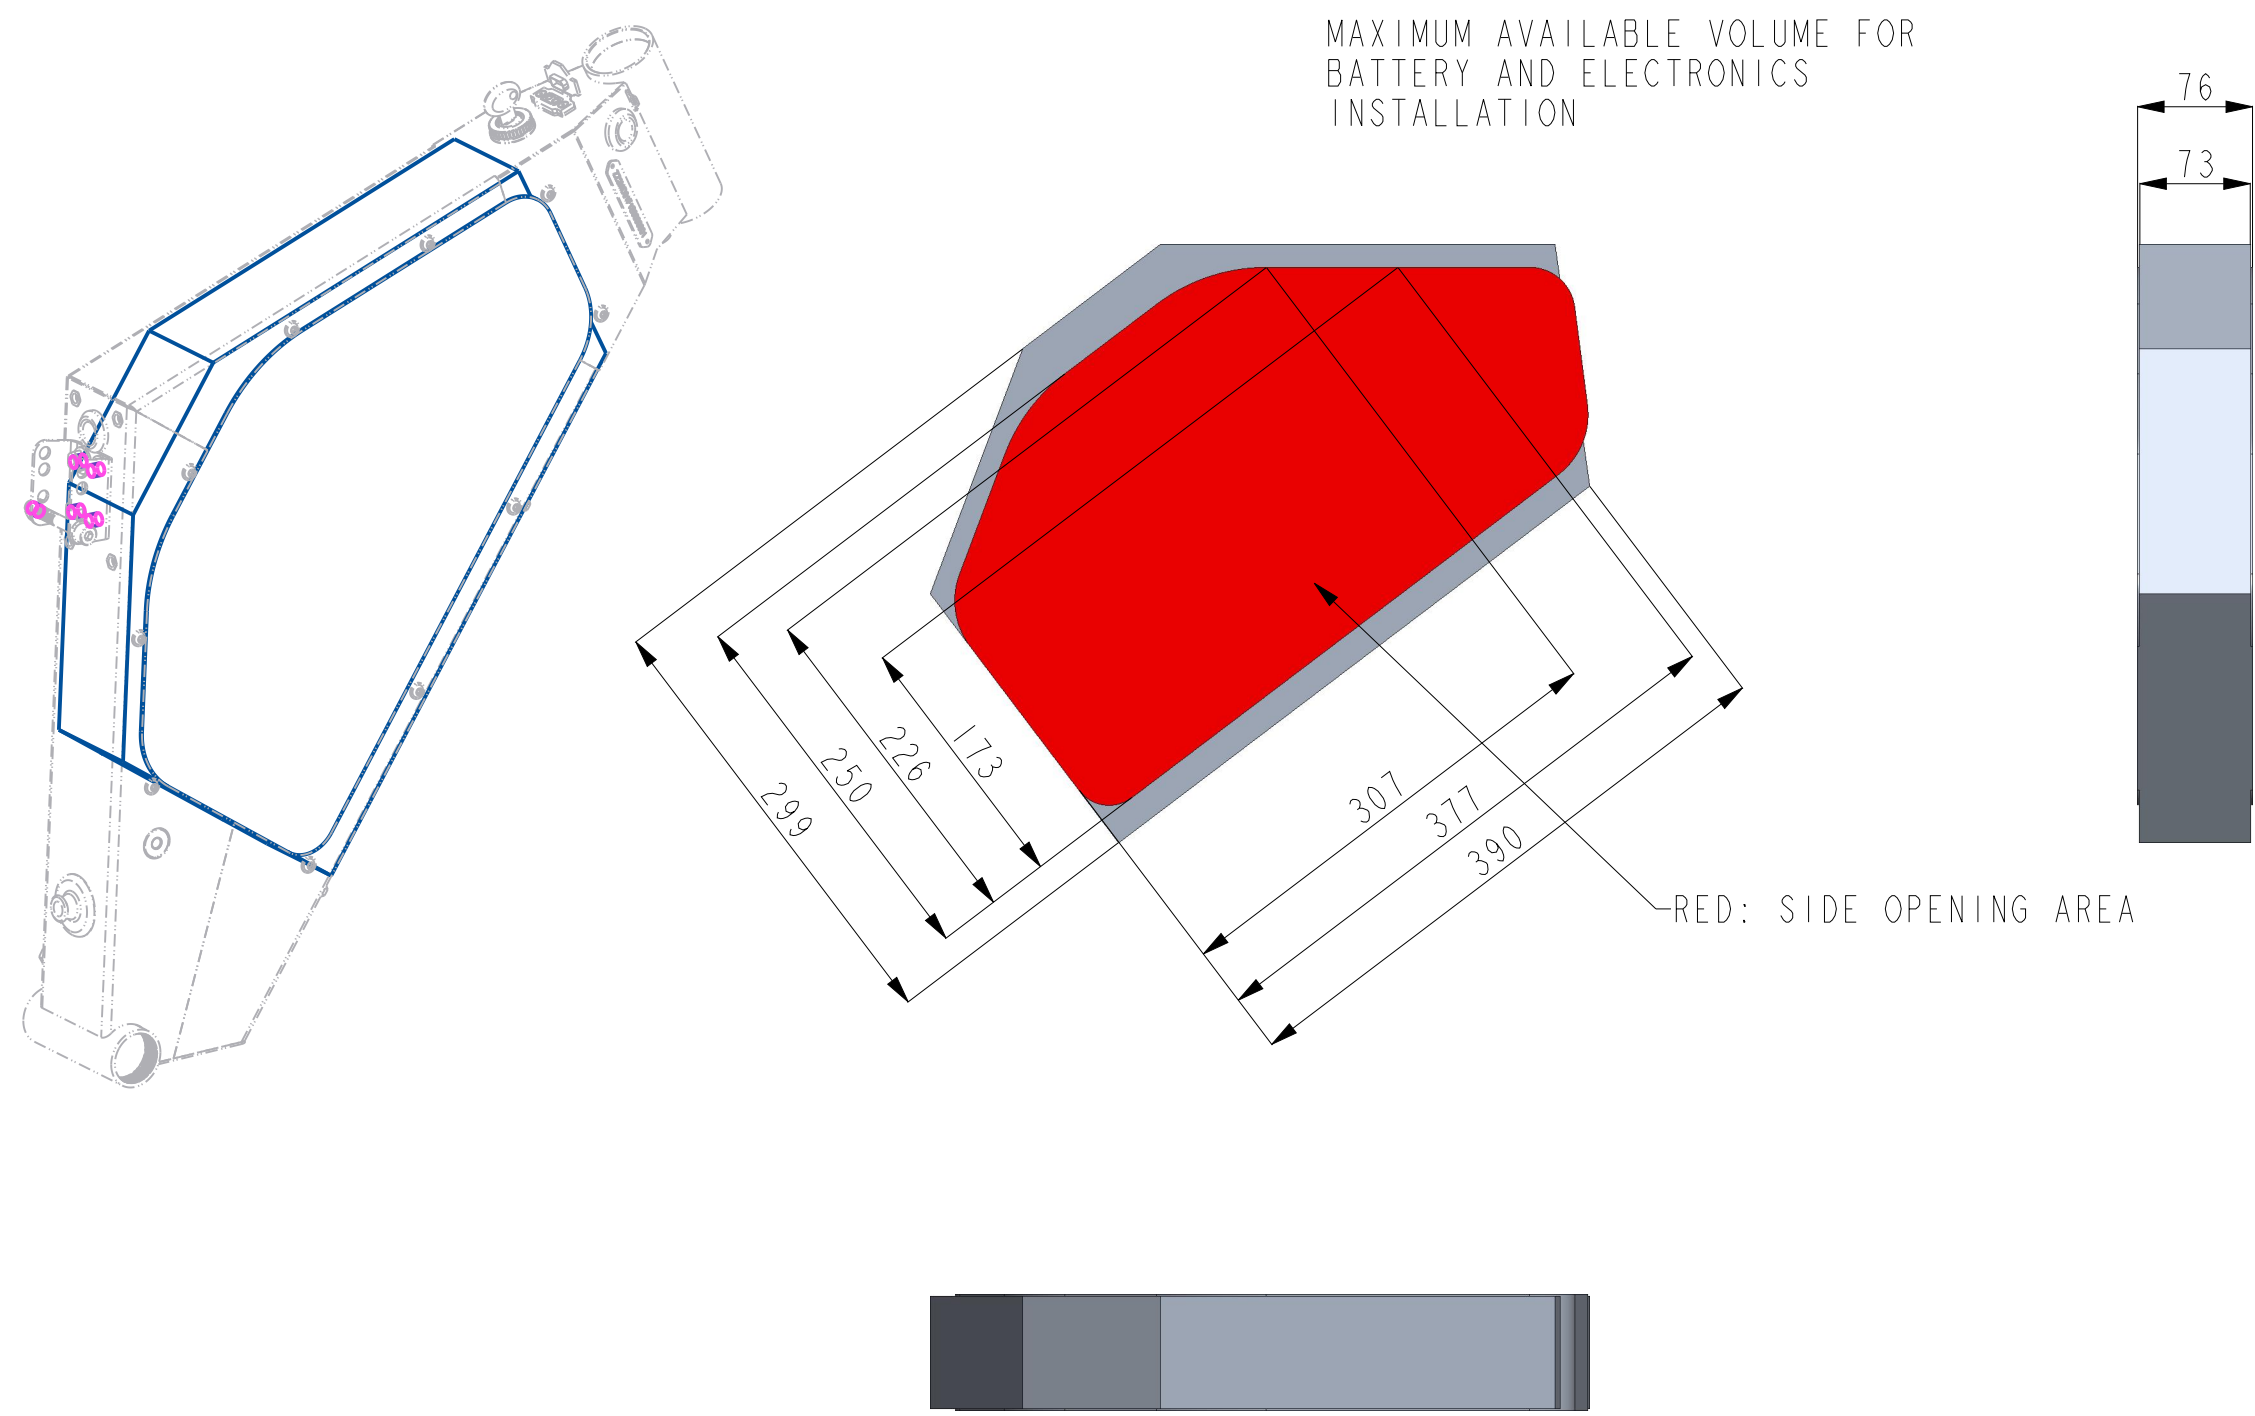 MAXIMUM AVAILABLE VOLUME FOR
BATTERY AND ELECTRONICS
INSTALLATION
76
73
173
226
250
299
307
377
390
RED: SIDE OPENING AREA